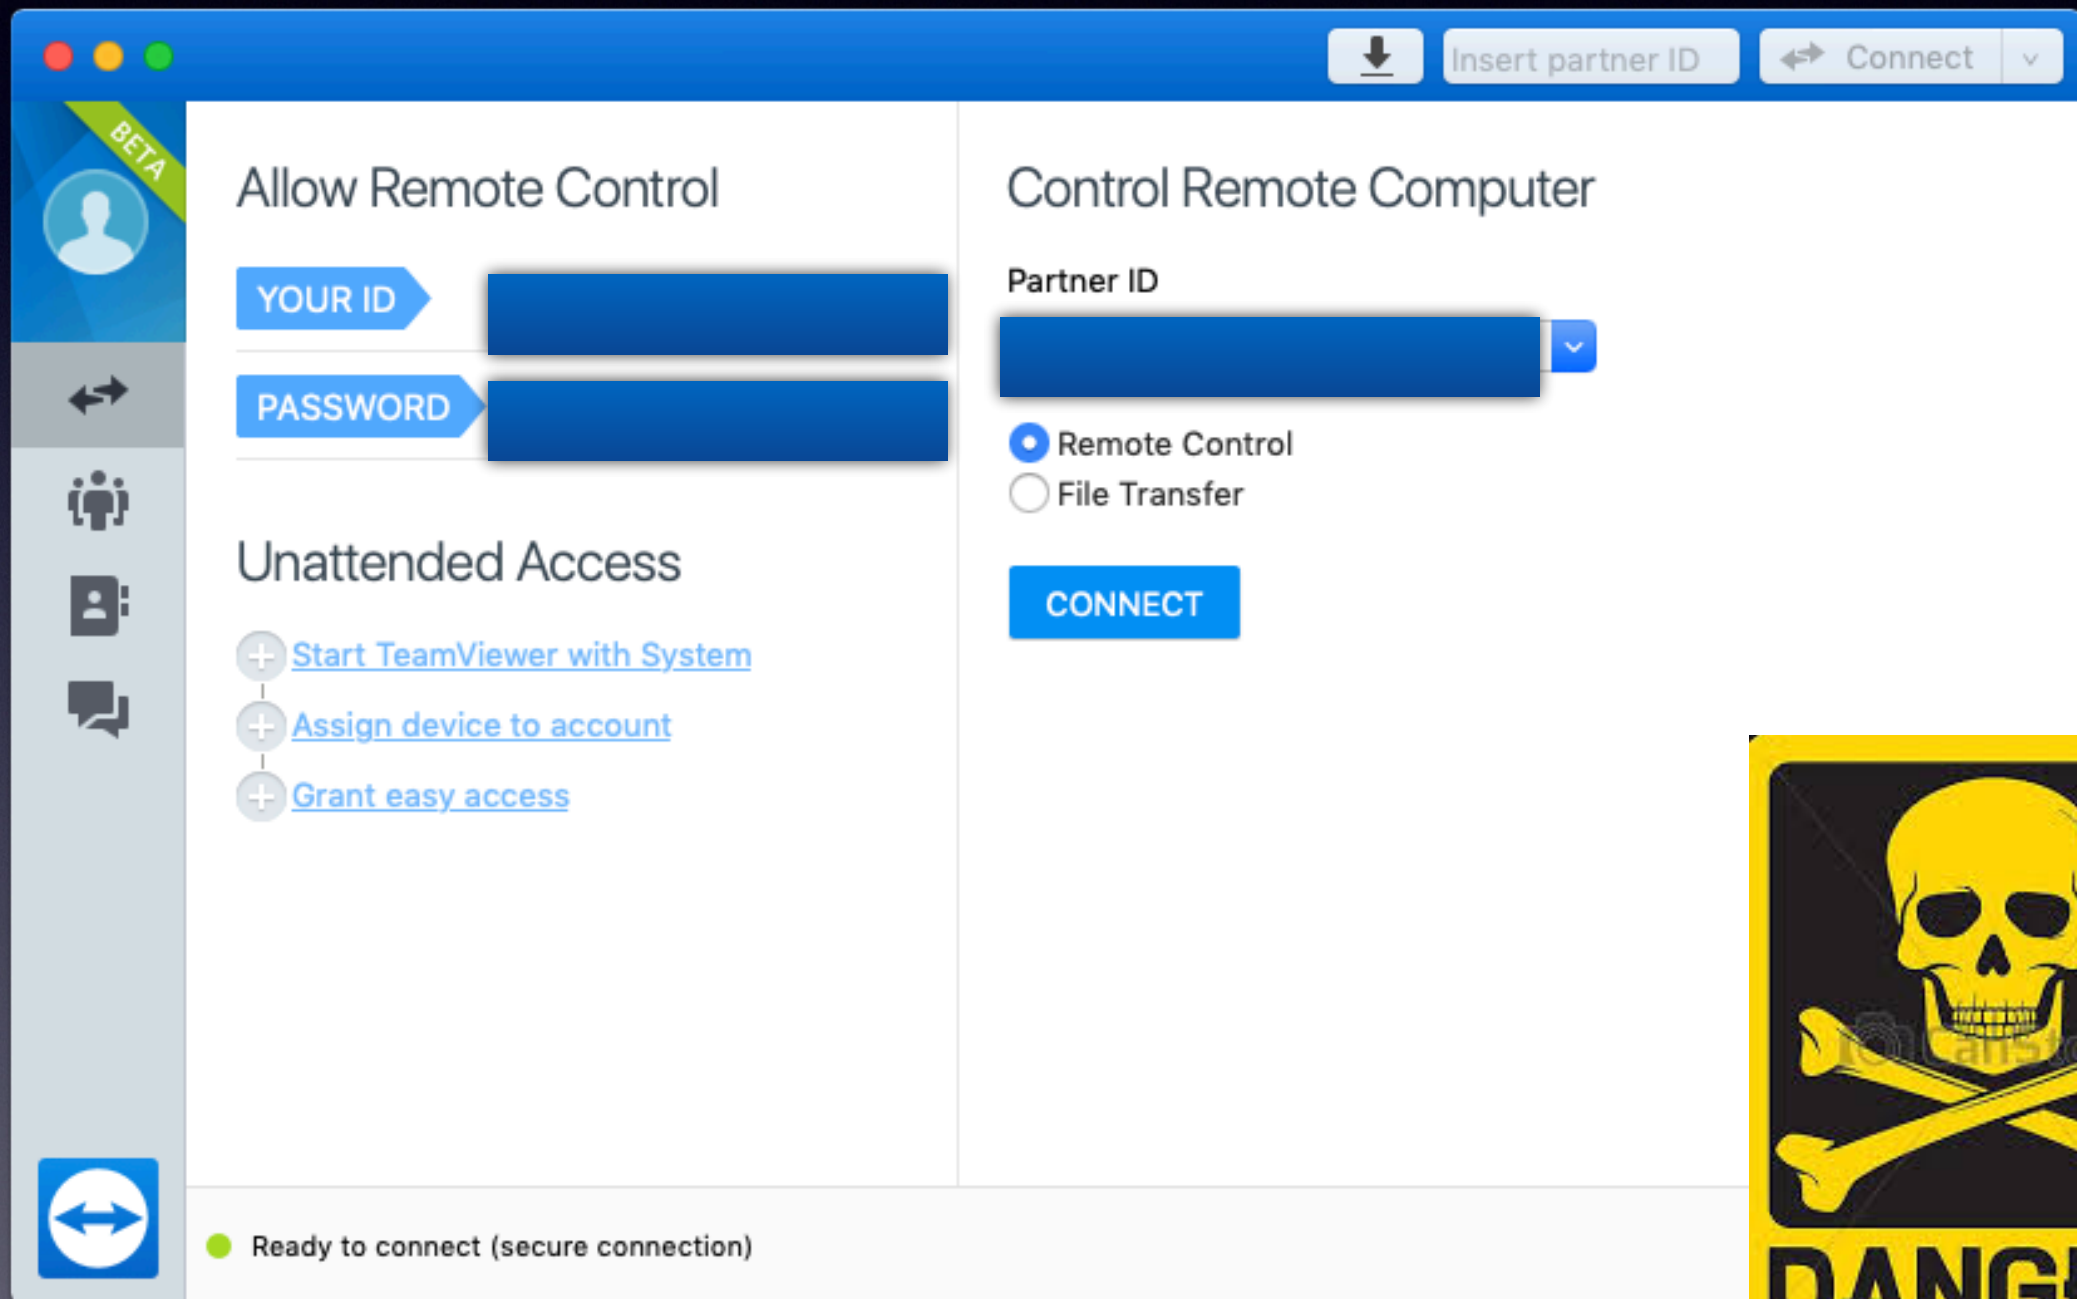 Insert partner ID
Connect
BETA
Allow Remote Control
YOUR ID
PASSWORD
Unattended Access
Start TeamViewer with System
Assign device to account
Grant easy access
Control Remote Computer
Partner ID
Remote Control
File Transfer
CONNECT
Ready to connect (secure connection)